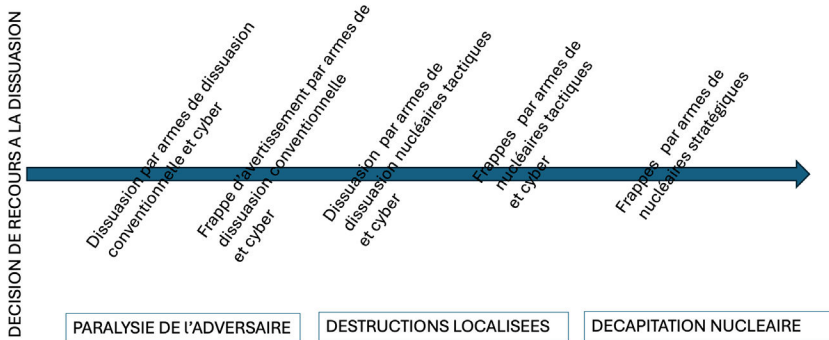 DECISION DE RECOURS A LA DISSUASION
Dissuasion par armes de dissuasion
conventionnelle et cyber
Frappe d'avertissement par armes de
dissuasion conventionnelle
et cyber
Dissuasion par armes de
dissuasion nucléaires tactiques
et cyber
Frappes par armes de
nucléaires tactiques
et cyber
Frappes par armes de
nucléaires stratégiques
PARALYSIE DE l'ADVERSAIRE
DESTRUCTIONS LOCALISEES
DECAPITATION NUCLEAIRE